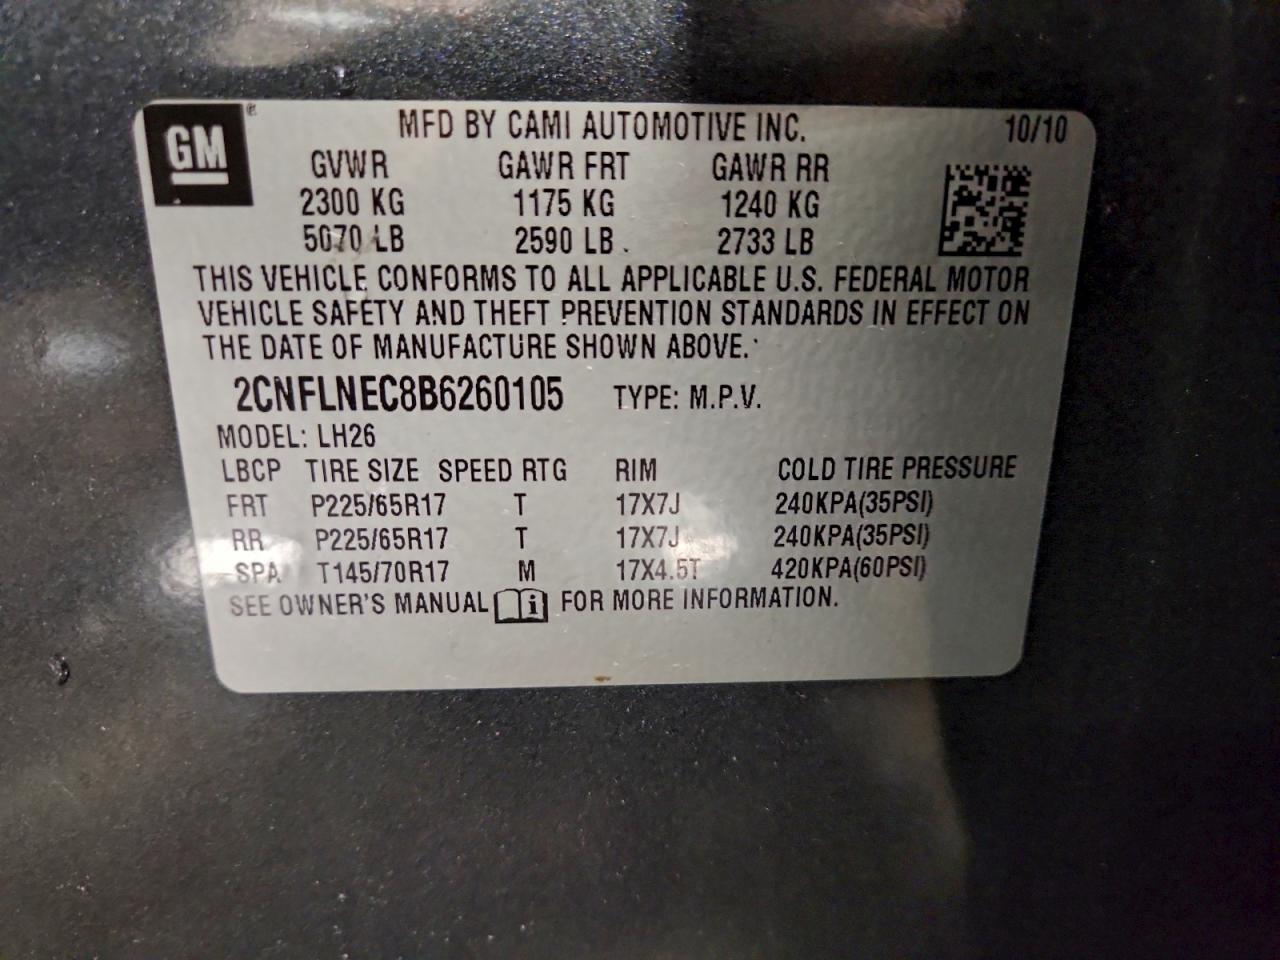 GM ®
MFD BY CAMI AUTOMOTIVE INC. 10/10
GVWR GAWR FRT GAWR RR
2300 KG 1175 KG 1240 KG
5070 LB 2590 LB 2733 LB
THIS VEHICLE CONFORMS TO ALL APPLICABLE U.S. FEDERAL MOTOR
VEHICLE SAFETY AND THEFT PREVENTION STANDARDS IN EFFECT ON
THE DATE OF MANUFACTURE SHOWN ABOVE.
2CNFLNEC8B6260105 TYPE: M.P.V.
MODEL: LH26
LBCP TIRE SIZE SPEED RTG RIM COLD TIRE PRESSURE
FRT P225/65R17 T 17X7J 240KPA(35PSI)
RR P225/65R17 T 17X7J 240KPA(35PSI)
SPA T145/70R17 M 17X4.5T 420KPA(60PSI)
SEE OWNER'S MANUAL i FOR MORE INFORMATION.